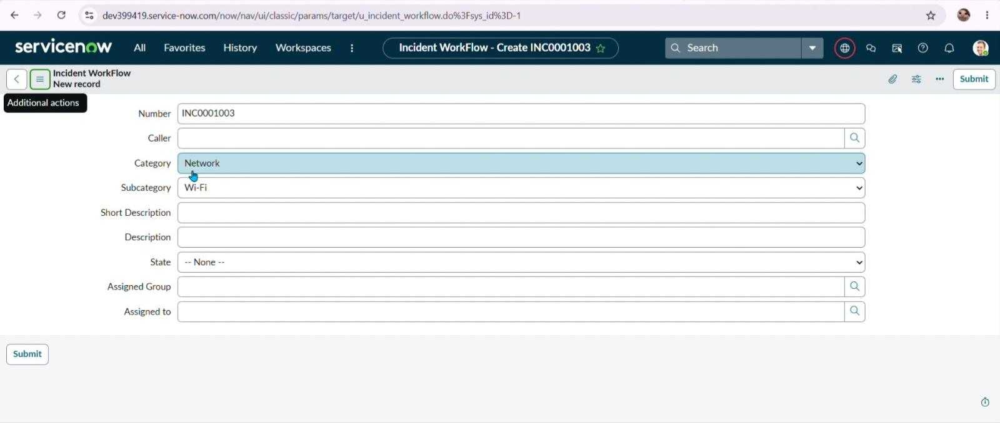 dev399419.service-now.com/now/nav/ui/classic/params/target/u_incident_workflow.do%3Fsys_id%3D-1
servicenow All Favorites History Workspaces Incident WorkFlow - Create INC0001003 Search
Incident WorkFlow
New record
Submit
Additional actions
Number INC0001003
Caller
Category Network
Subcategory Wi-Fi
Short Description
Description
State -- None --
Assigned Group
Assigned to
Submit